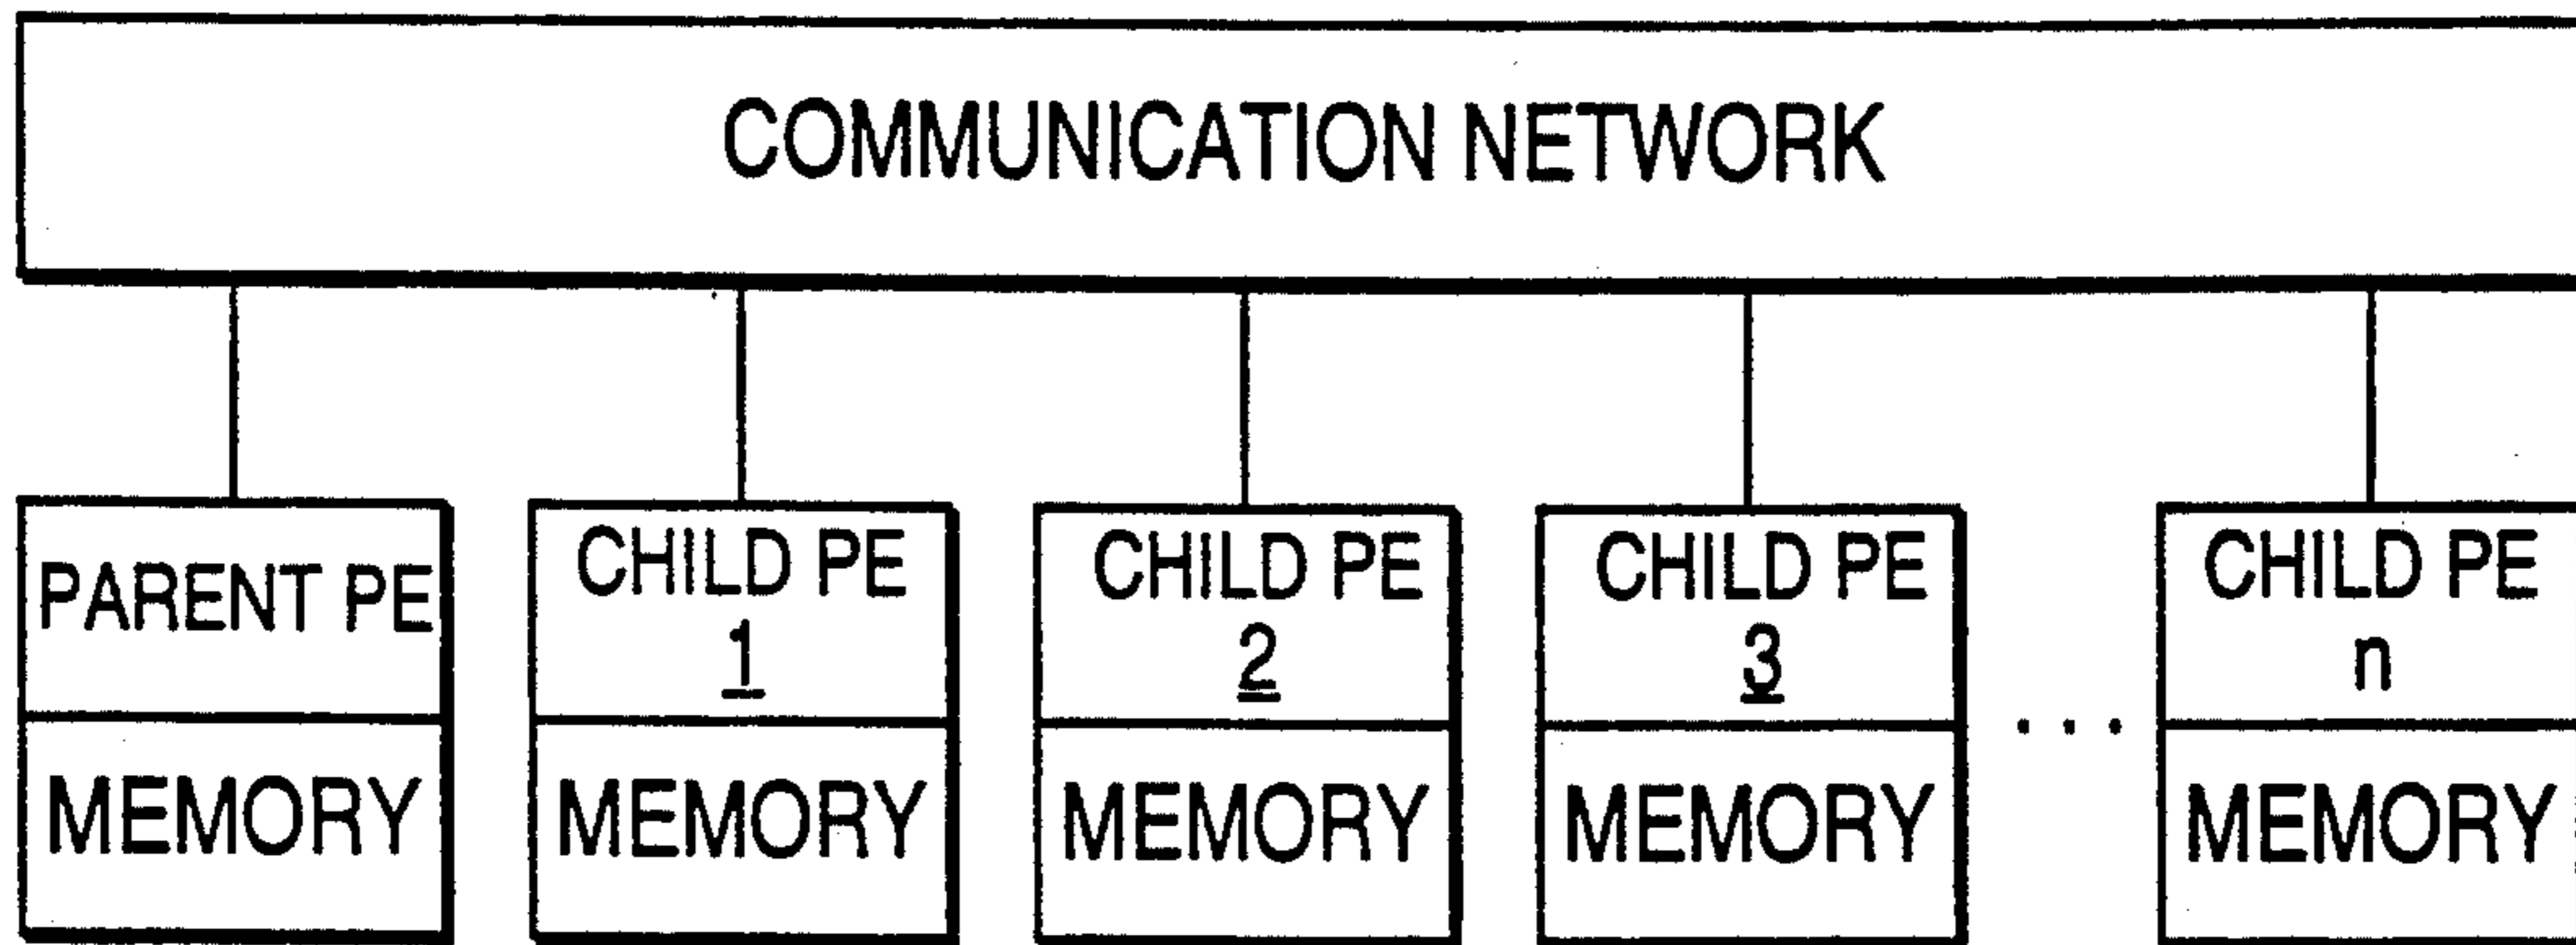 COMMUNICATION NETWORK
PARENT PE
MEMORY
CHILD PE
1
MEMORY
CHILD PE
2
MEMORY
CHILD PE
3
MEMORY
...
CHILD PE
n
MEMORY